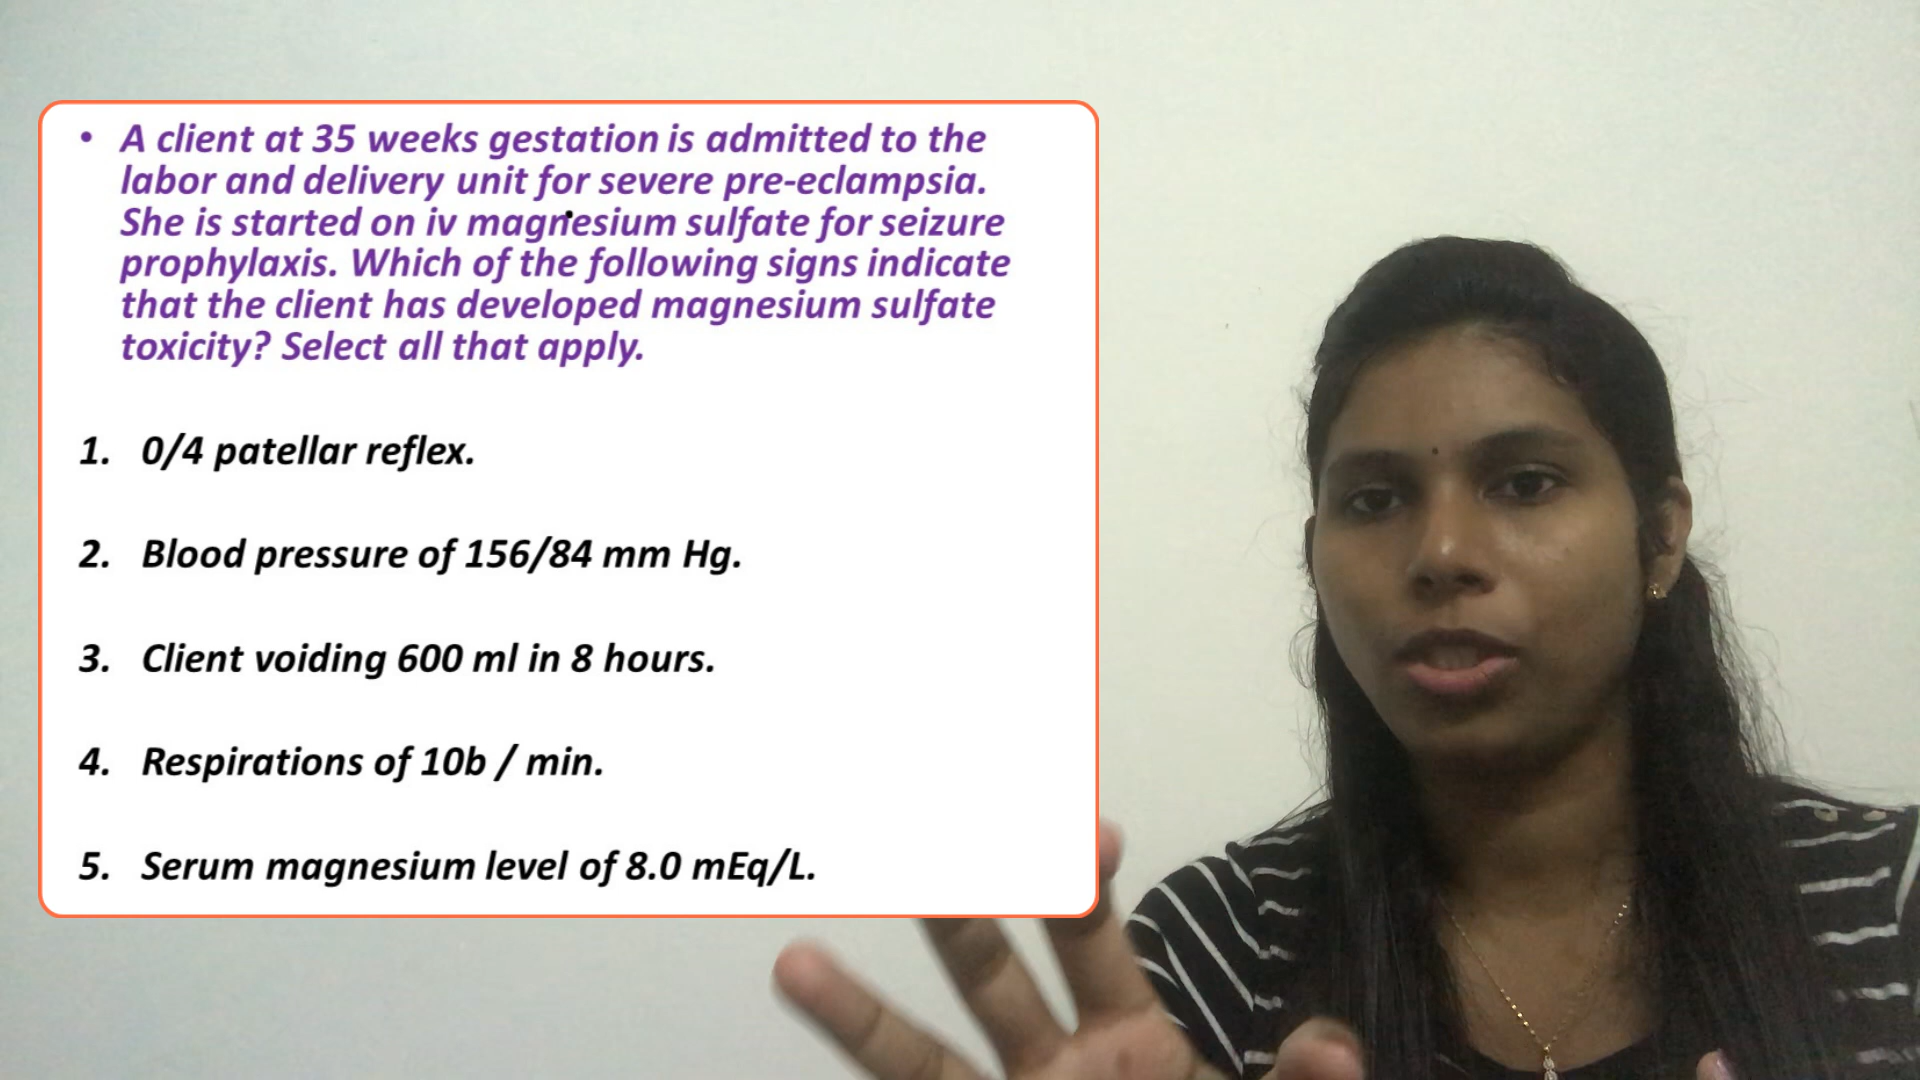 • A client at 35 weeks gestation is admitted to the
labor and delivery unit for severe pre-eclampsia.
She is started on iv magnesium sulfate for seizure
prophylaxis. Which of the following signs indicate
that the client has developed magnesium sulfate
toxicity? Select all that apply.
1. 0/4 patellar reflex.
2. Blood pressure of 156/84 mm Hg.
3. Client voiding 600 ml in 8 hours.
4. Respirations of 10b / min.
5. Serum magnesium level of 8.0 mEq/L.